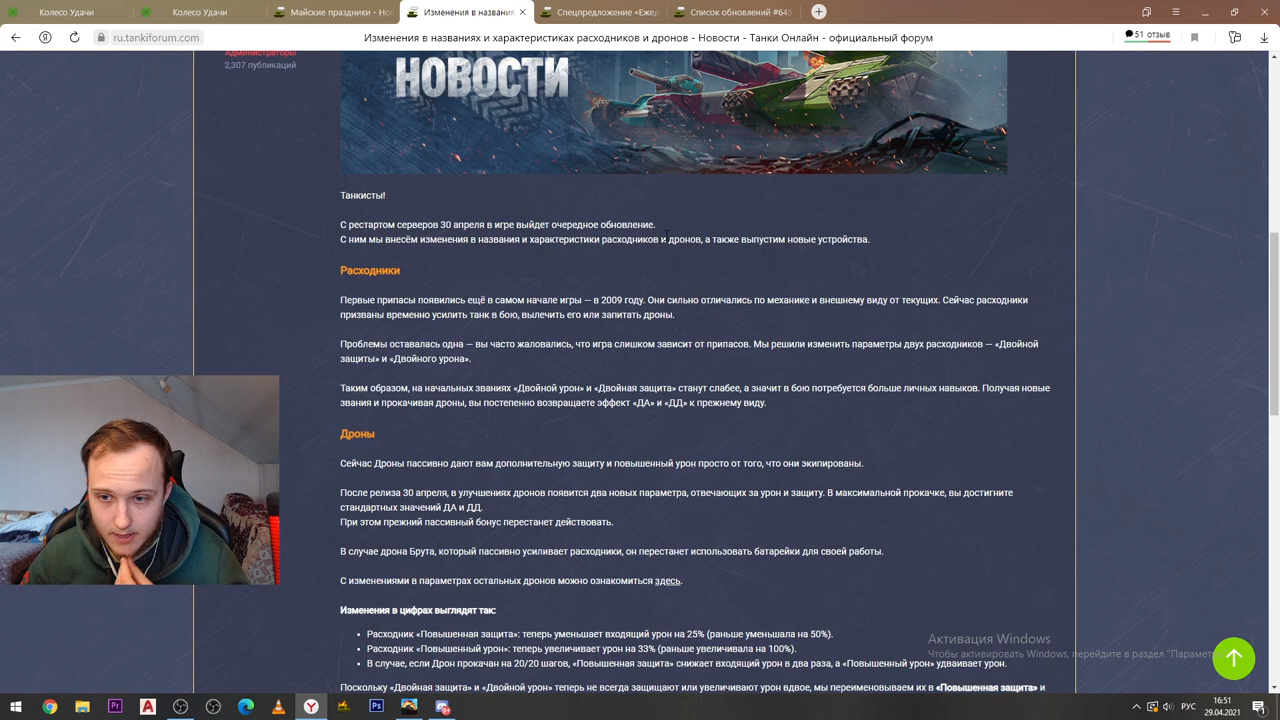 Колесо Удачи
Колесо Удачи
Майские праздники - Но
Изменения в названия
Спецпредложение «Ежед
Список обновлений #645
ru.tankiforum.com
Изменения в названиях и характеристиках расходников и дронов - Новости - Танки Онлайн - официальный форум
51 отзыв
Администраторы
2,307 публикаций
НОВОСТИ
Танкисты!
С рестартом серверов 30 апреля в игре выйдет очередное обновление.
С ним мы внесём изменения в названия и характеристики расходников и дронов, а также выпустим новые устройства.
Расходники
Первые припасы появились ещё в самом начале игры — в 2009 году. Они сильно отличались по механике и внешнему виду от текущих. Сейчас расходники
призваны временно усилить танк в бою, вылечить его или запитать дроны.
Проблемы оставалась одна — вы часто жаловались, что игра слишком зависит от припасов. Мы решили изменить параметры двух расходников — «Двойной
защиты» и «Двойного урона».
Таким образом, на начальных званиях «Двойной урон» и «Двойная защита» станут слабее, а значит в бою потребуется больше личных навыков. Получая новые
звания и прокачивая дроны, вы постепенно возвращаете эффект «ДА» и «ДД» к прежнему виду.
Дроны
Сейчас Дроны пассивно дают вам дополнительную защиту и повышенный урон просто от того, что они экипированы.
После релиза 30 апреля, в улучшениях дронов появится два новых параметра, отвечающих за урон и защиту. В максимальной прокачке, вы достигните
стандартных значений ДА и ДД.
При этом прежний пассивный бонус перестанет действовать.
В случае дрона Брута, который пассивно усиливает расходники, он перестанет использовать батарейки для своей работы.
С изменениями в параметрах остальных дронов можно ознакомиться здесь.
Изменения в цифрах выглядят так:
• Расходник «Повышенная защита»: теперь уменьшает входящий урон на 25% (раньше уменьшала на 50%).
• Расходник «Повышенный урон»: теперь увеличивает урон на 33% (раньше увеличивала на 100%).
• В случае, если Дрон прокачан на 20/20 шагов, «Повышенная защита» снижает входящий урон в два раза, а «Повышенный урон» удваивает урон.
Поскольку «Двойная защита» и «Двойной урон» теперь не всегда защищают или увеличивают урон вдвое, мы переименовываем их в «Повышенная защита» и
Активация Windows
Чтобы активировать Windows, перейдите в раздел "Парамет
РУС
16:51
29.04.2021